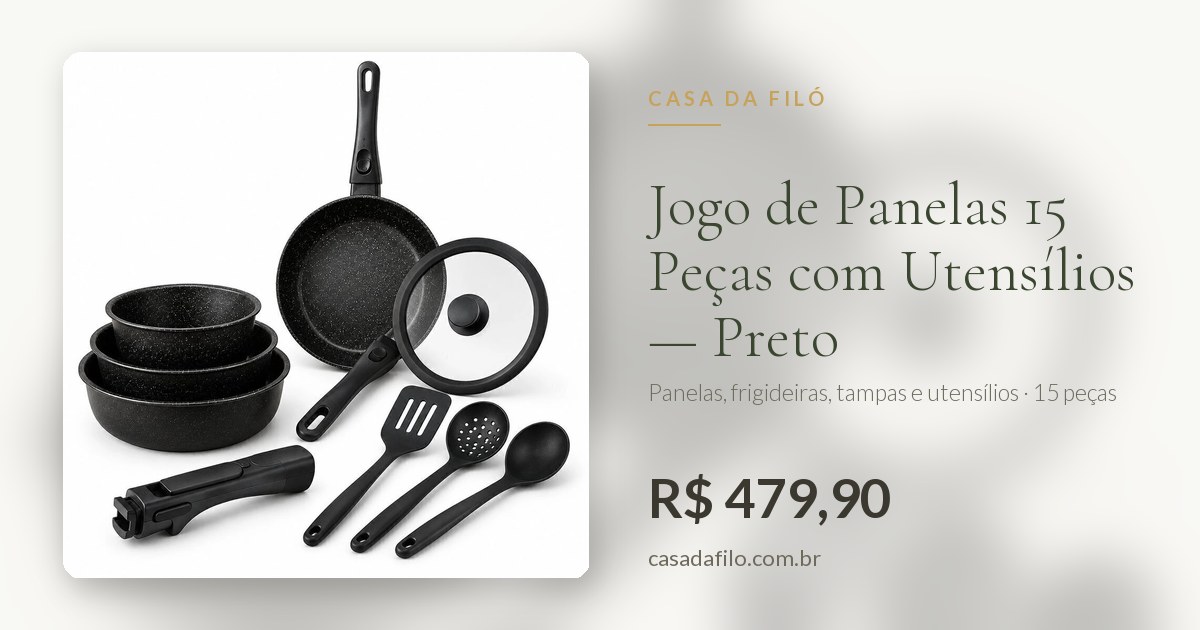 CASA DA FILÓ
Jogo de Panelas 15
Peças com Utensílios
— Preto
Panelas, frigideiras, tampas e utensílios · 15 peças
R$ 479,90
casadafilo.com.br